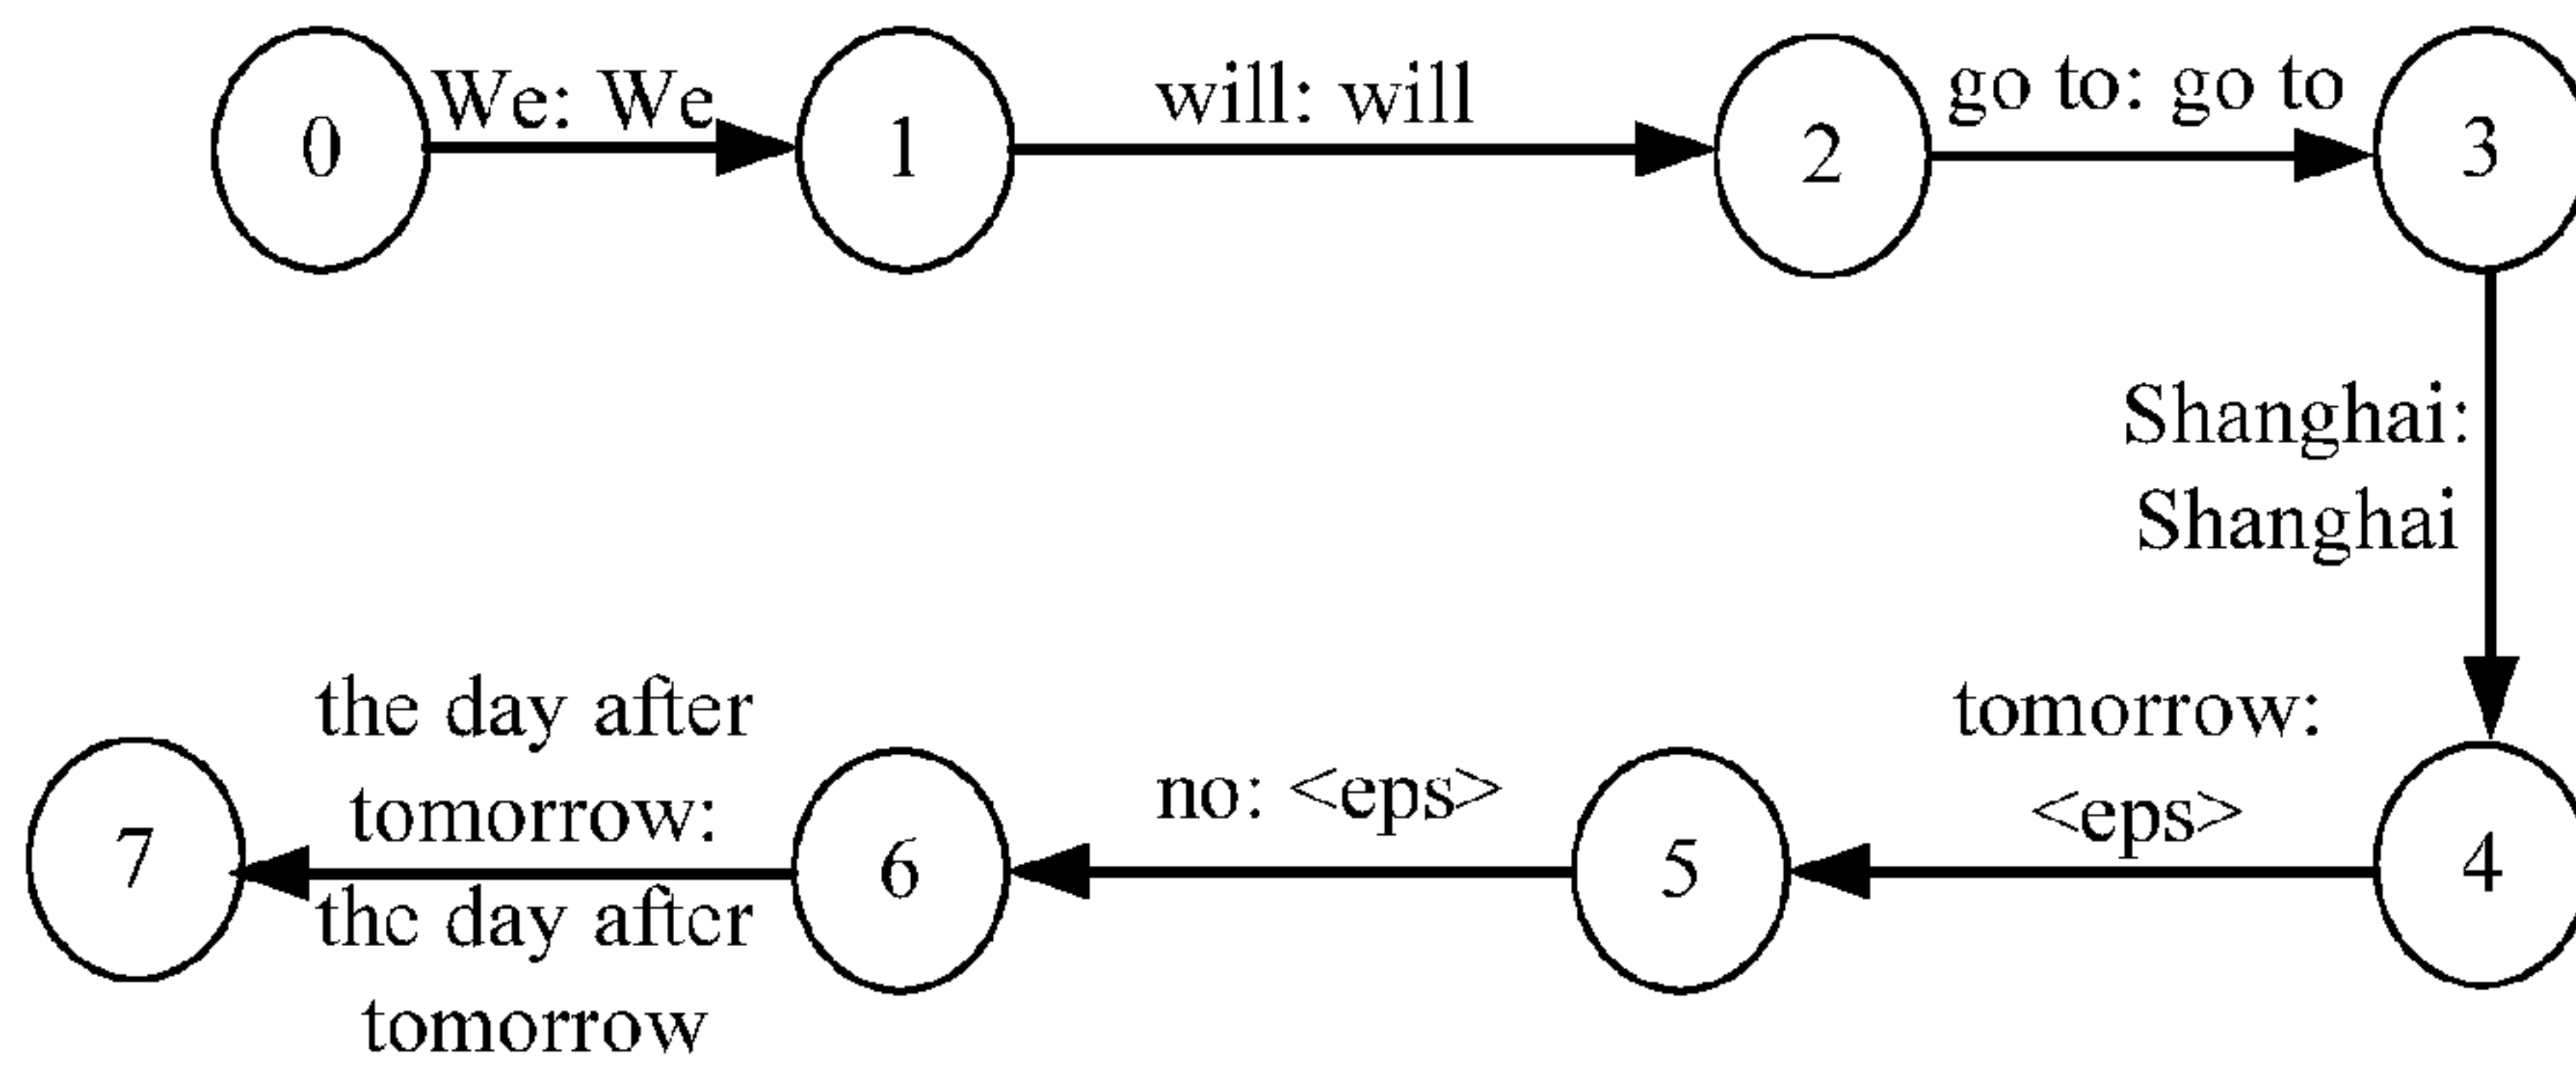 0
We: We
1
will: will
2
go to: go to
3
Shanghai:
Shanghai
4
tomorrow:
<eps>
5
no: <eps>
6
the day after
tomorrow:
the day after
tomorrow
7